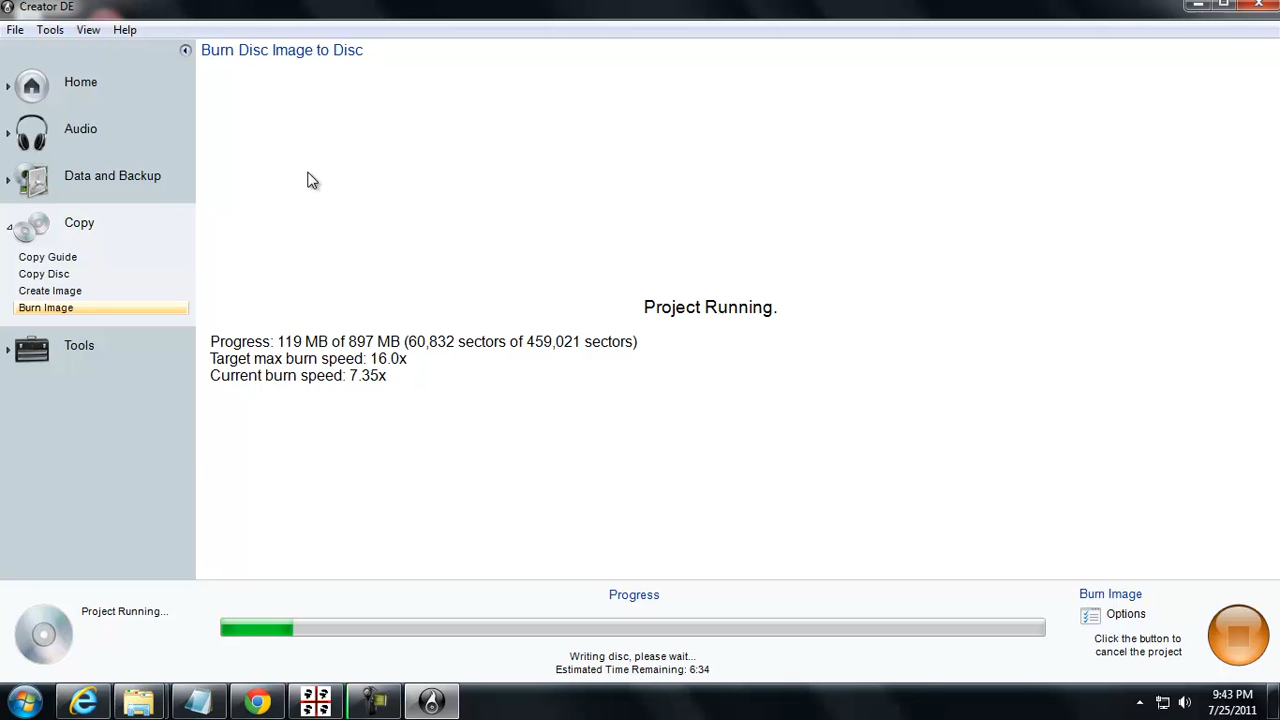 Creator DE
File Tools View Help
Burn Disc Image to Disc
Home
Audio
Data and Backup
Copy
Copy Guide
Copy Disc
Create Image
Burn Image
Tools
Project Running.
Progress: 119 MB of 897 MB (60,832 sectors of 459,021 sectors)
Target max burn speed: 16.0x
Current burn speed: 7.35x
Project Running...
Progress
Writing disc, please wait...
Estimated Time Remaining: 6:34
Burn Image
Options
Click the button to
cancel the project
9:43 PM
7/25/2011